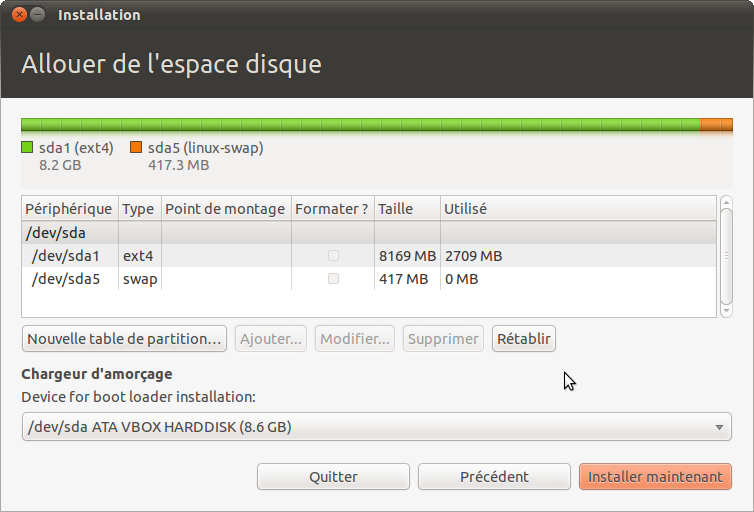 Installation
Allouer de l'espace disque
sda1 (ext4) sda5 (linux-swap)
8.2 GB 417.3 MB
Périphérique Type Point de montage Formater ? Taille Utilisé
/dev/sda
/dev/sda1 ext4 8169 MB 2709 MB
/dev/sda5 swap 417 MB 0 MB
Nouvelle table de partition... Ajouter... Modifier... Supprimer Rétablir
Chargeur d'amorçage
Device for boot loader installation:
/dev/sda ATA VBOX HARDDISK (8.6 GB)
Quitter Précédent Installer maintenant